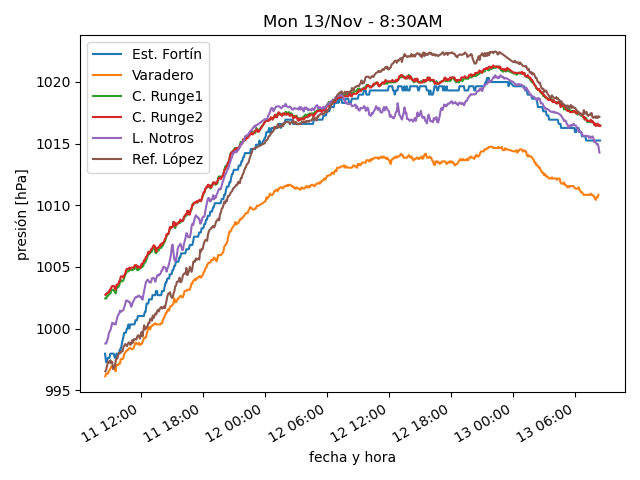 Mon 13/Nov - 8:30AM
Est. Fortín
Varadero
C. Runge1
C. Runge2
L. Notros
Ref. López
presión [hPa]
1020
1015
1010
1005
1000
995
11 12:00
11 18:00
12 00:00
12 06:00
12 12:00
12 18:00
13 00:00
13 06:00
fecha y hora